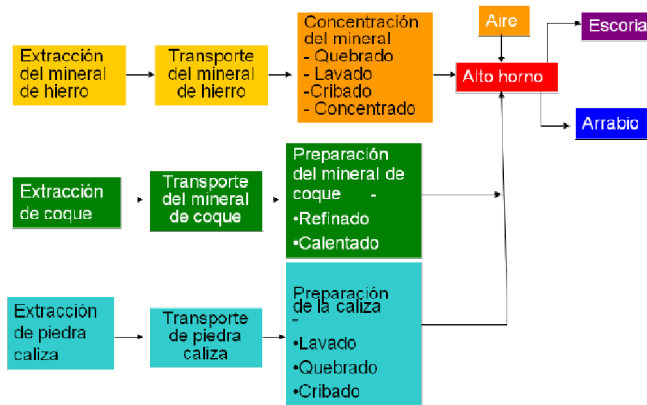 Extracción
del mineral
de hierro
Transporte
del mineral de
hierro
Concentración
del mineral
- Quebrado
- Lavado
-Cribado
- Concentrado
Aire
Alto horno
Escoria
Arrabio
Extracción
de coque
Transporte
del mineral
de coque
Preparación
del mineral de
coque -
•Refinado
•Calentado
Extracción
de piedra
caliza
Transporte
de piedra
caliza
Preparación
de la caliza
-
•Lavado
•Quebrado
•Cribado